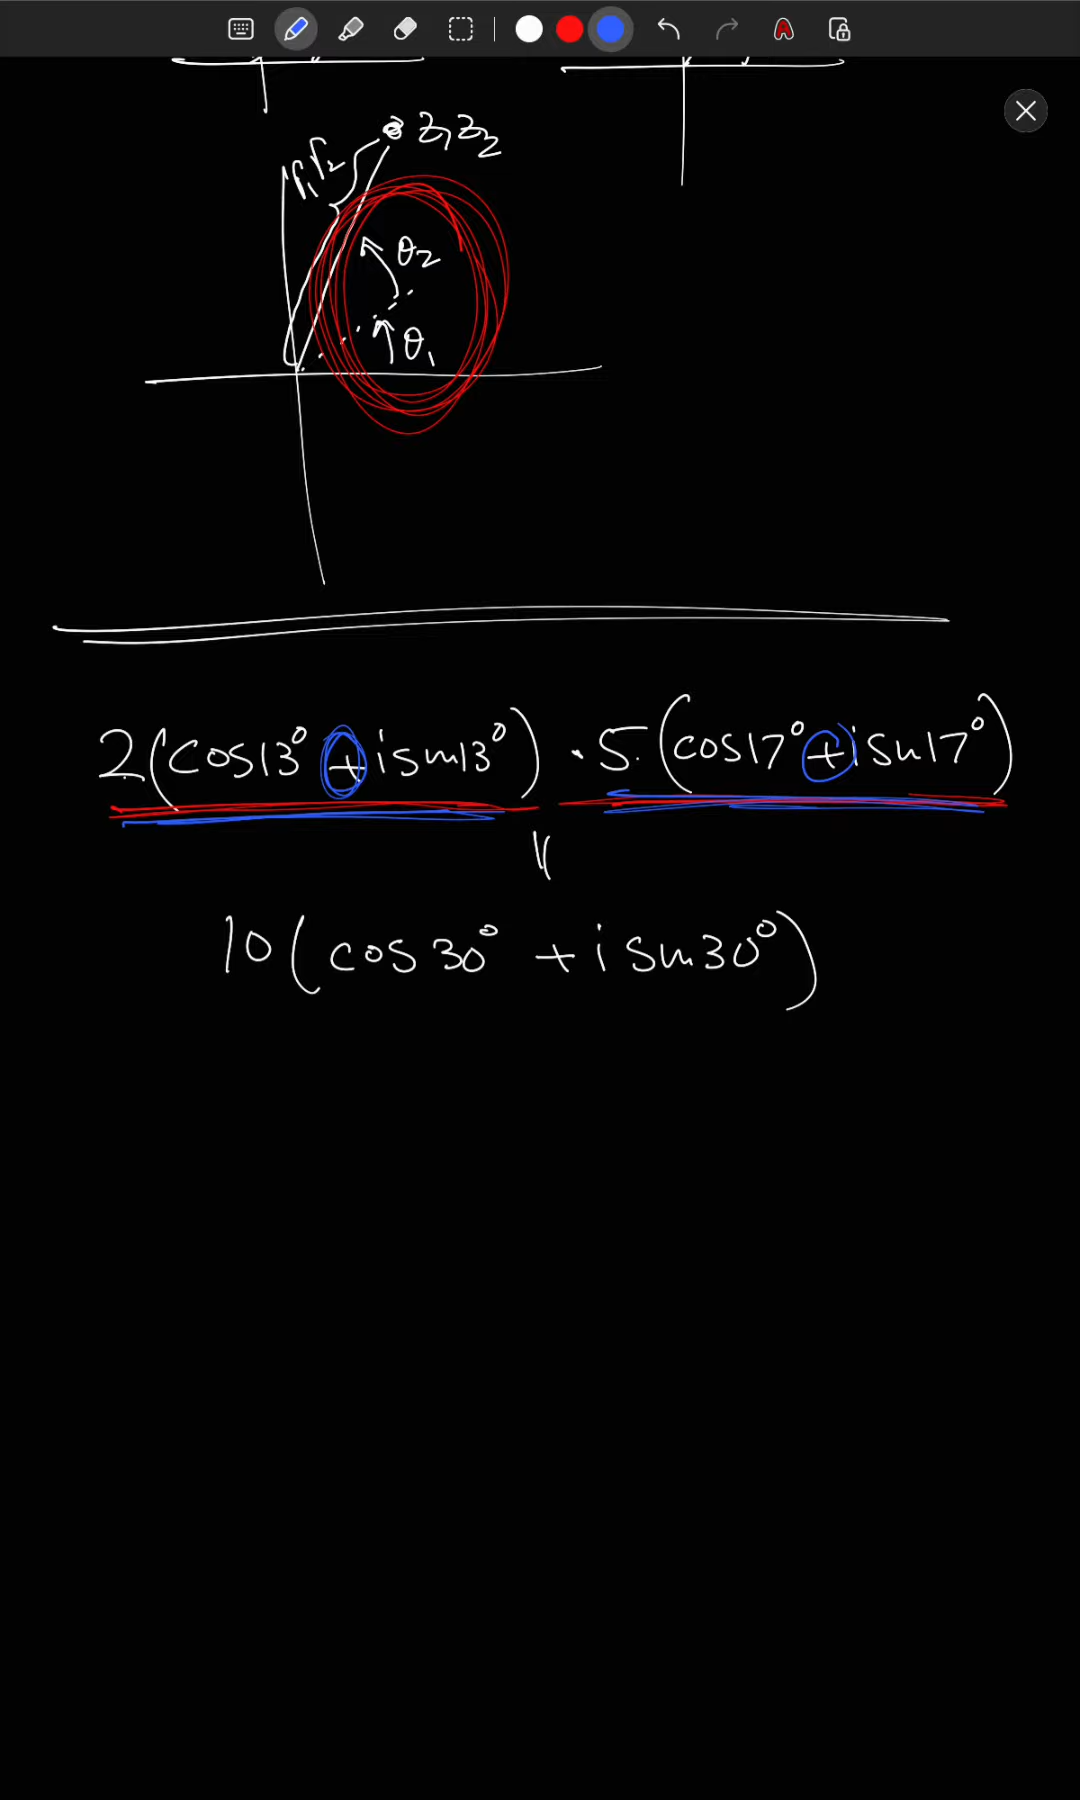 z₁z₂
r₁r₂
θ₂
θ₁
2(cos13° + isin13°) · 5(cos17° + isin17°)
=
10(cos30° + isin30°)